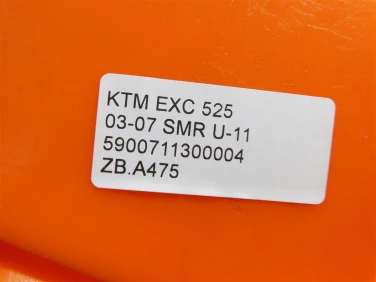 KTM EXC 525
03-07 SMR U-11
5900711300004
ZB.A475